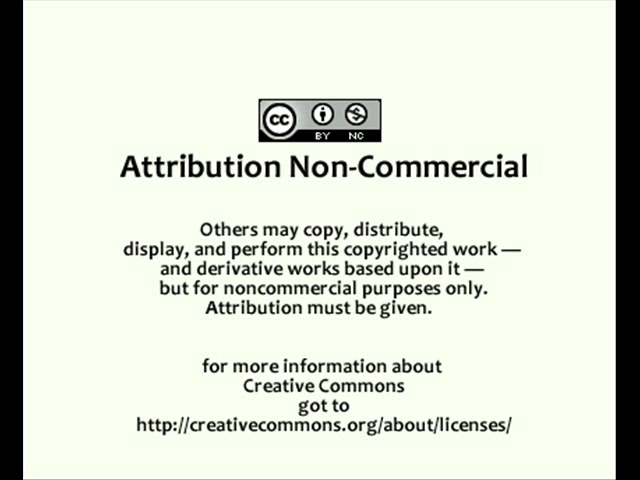 cc
BY NC
Attribution Non-Commercial
Others may copy, distribute,
display, and perform this copyrighted work —
and derivative works based upon it —
but for noncommercial purposes only.
Attribution must be given.
for more information about
Creative Commons
got to
http://creativecommons.org/about/licenses/